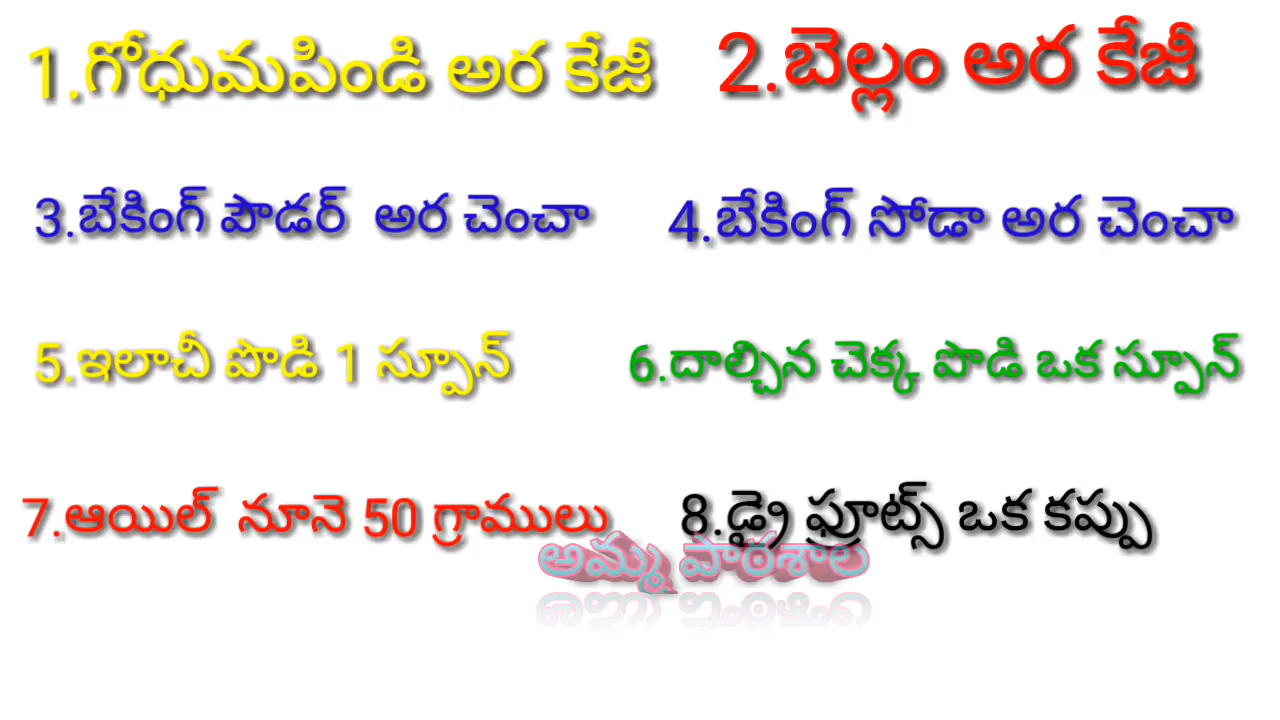 1.గోధుమపిండి అర కేజీ
2.బెల్లం అర కేజీ
3.బేకింగ్ పౌడర్ అర చెంచా
4.బేకింగ్ సోడా అర చెంచా
5.ఇలాచీ పొడి 1 స్పూన్
6.దాల్చిన చెక్క పొడి ఒక స్పూన్
7.ఆయిల్ నూనె 50 గ్రాములు
8.డ్రై ఫ్రూట్స్ ఒక కప్పు
అమ్మ పాఠశాల